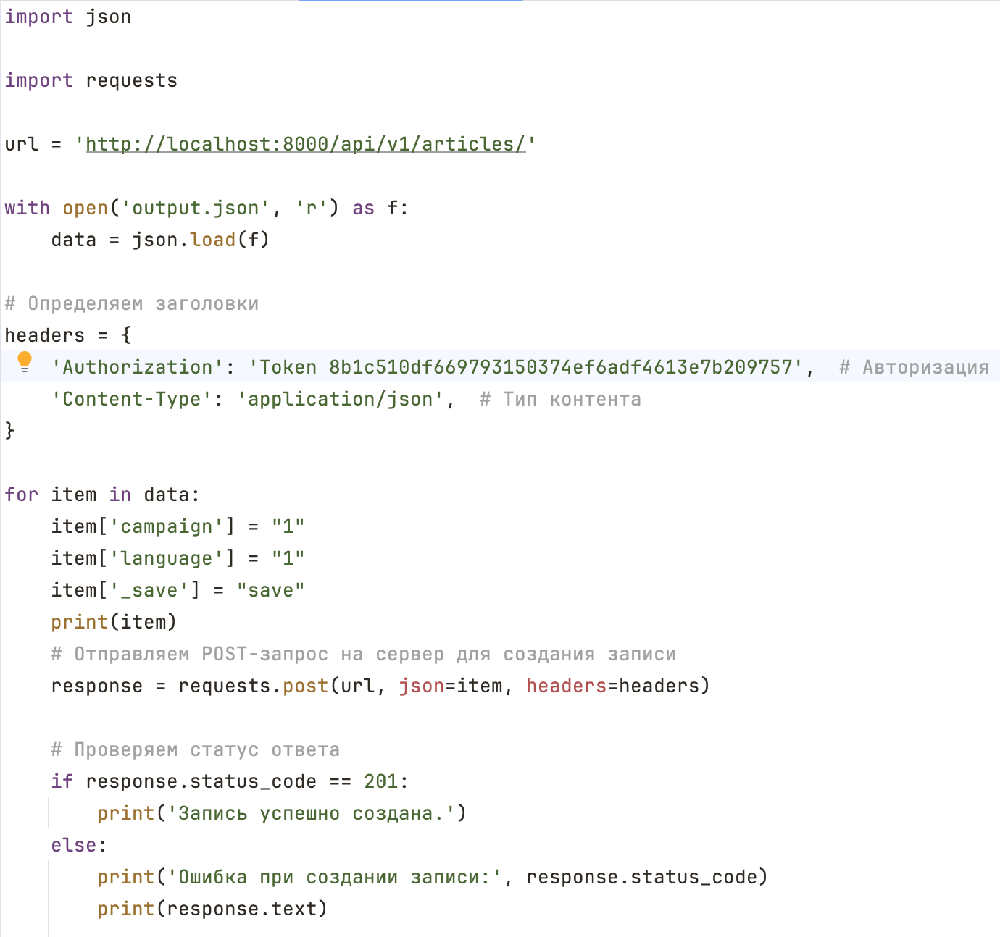 import json
import requests
url = 'http://localhost:8000/api/v1/articles/'
with open('output.json', 'r') as f:
    data = json.load(f)
# Определяем заголовки
headers = {
    'Authorization': 'Token 8b1c510df669793150374ef6adf4613e7b209757',  # Авторизация
    'Content-Type': 'application/json',  # Тип контента
}
for item in data:
    item['campaign'] = "1"
    item['language'] = "1"
    item['_save'] = "save"
    print(item)
    # Отправляем POST-запрос на сервер для создания записи
    response = requests.post(url, json=item, headers=headers)
    # Проверяем статус ответа
    if response.status_code == 201:
        print('Запись успешно создана.')
    else:
        print('Ошибка при создании записи:', response.status_code)
        print(response.text)